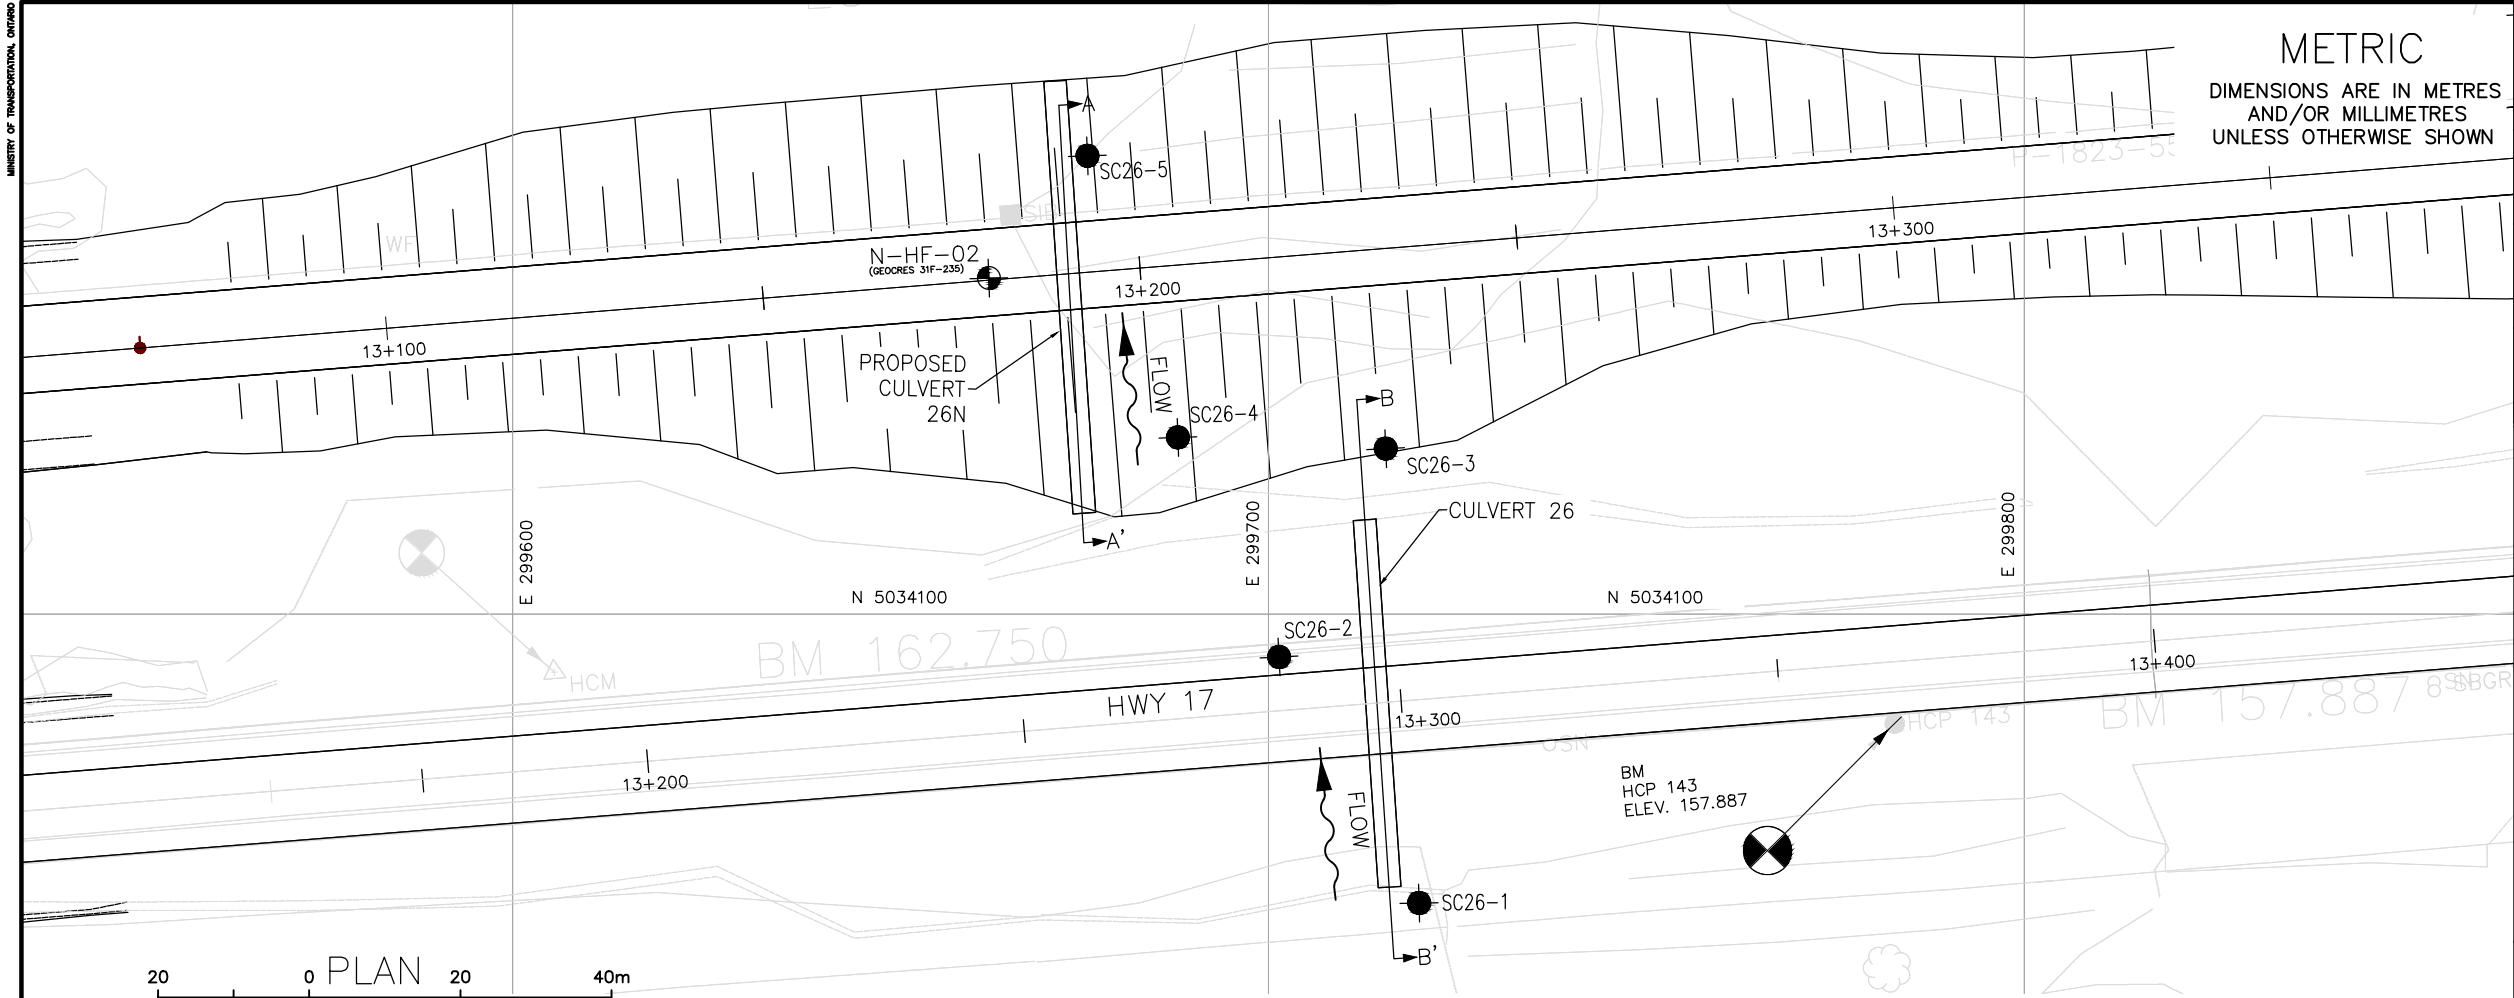 MINISTRY OF TRANSPORTATION, ONTARIO
METRIC
DIMENSIONS ARE IN METRES
AND/OR MILLIMETRES
UNLESS OTHERWISE SHOWN
A
SC26-5
SIB
WF
N-HF-02
(GEOCRES 31F-235)
13+300
13+200
13+100
PROPOSED
CULVERT
26N
FLOW
SC26-4
B
SC26-3
CULVERT 26
A'
E 299600
E 299700
E 299800
N 5034100
N 5034100
SC26-2
BM 162.750
HCM
HWY 17
13+400
13+300
BM 157.887
HCP 143
13+200
BM
HCP 143
ELEV. 157.887
FLOW
SC26-1
B'
PLAN
20 0 20 40m